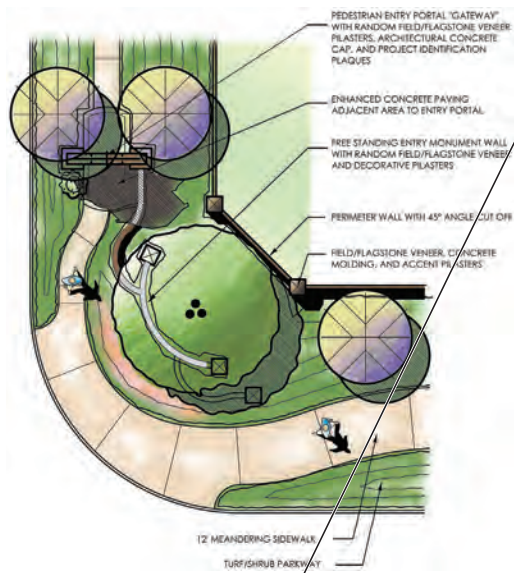 PEDESTRIAN ENTRY PORTAL "GATEWAY"
WITH RANDOM FIELD/FLAGSTONE VENEER
PILASTERS, ARCHITECTURAL CONCRETE
CAP, AND PROJECT IDENTIFICATION
PLAQUES
ENHANCED CONCRETE PAVING
ADJACENT AREA TO ENTRY PORTAL
FREE STANDING ENTRY MONUMENT WALL
WITH RANDOM FIELD/FLAGSTONE VENEER
AND DECORATIVE PILASTERS
PERIMETER WALL WITH 45° ANGLE CUT OFF
FIELD/FLAGSTONE VENEER, CONCRETE
MOLDING, AND ACCENT PILASTERS
12' MEANDERING SIDEWALK
TURF/SHRUB PARKWAY